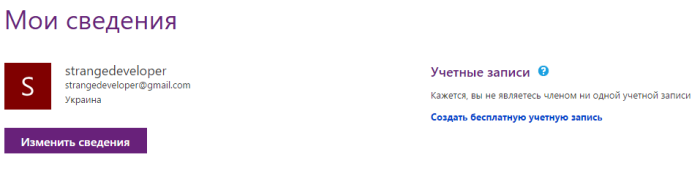 Мои сведения
S
strangedeveloper
strangedeveloper@gmail.com
Украина
Изменить сведения
Учетные записи ?
Кажется, вы не являетесь членом ни одной учетной записи
Создать бесплатную учетную запись